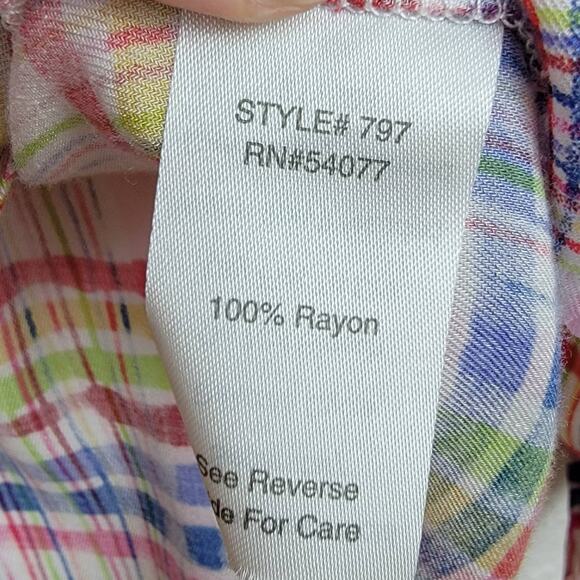 STYLE# 797
RN#54077
100% Rayon
See Reverse
de For Care